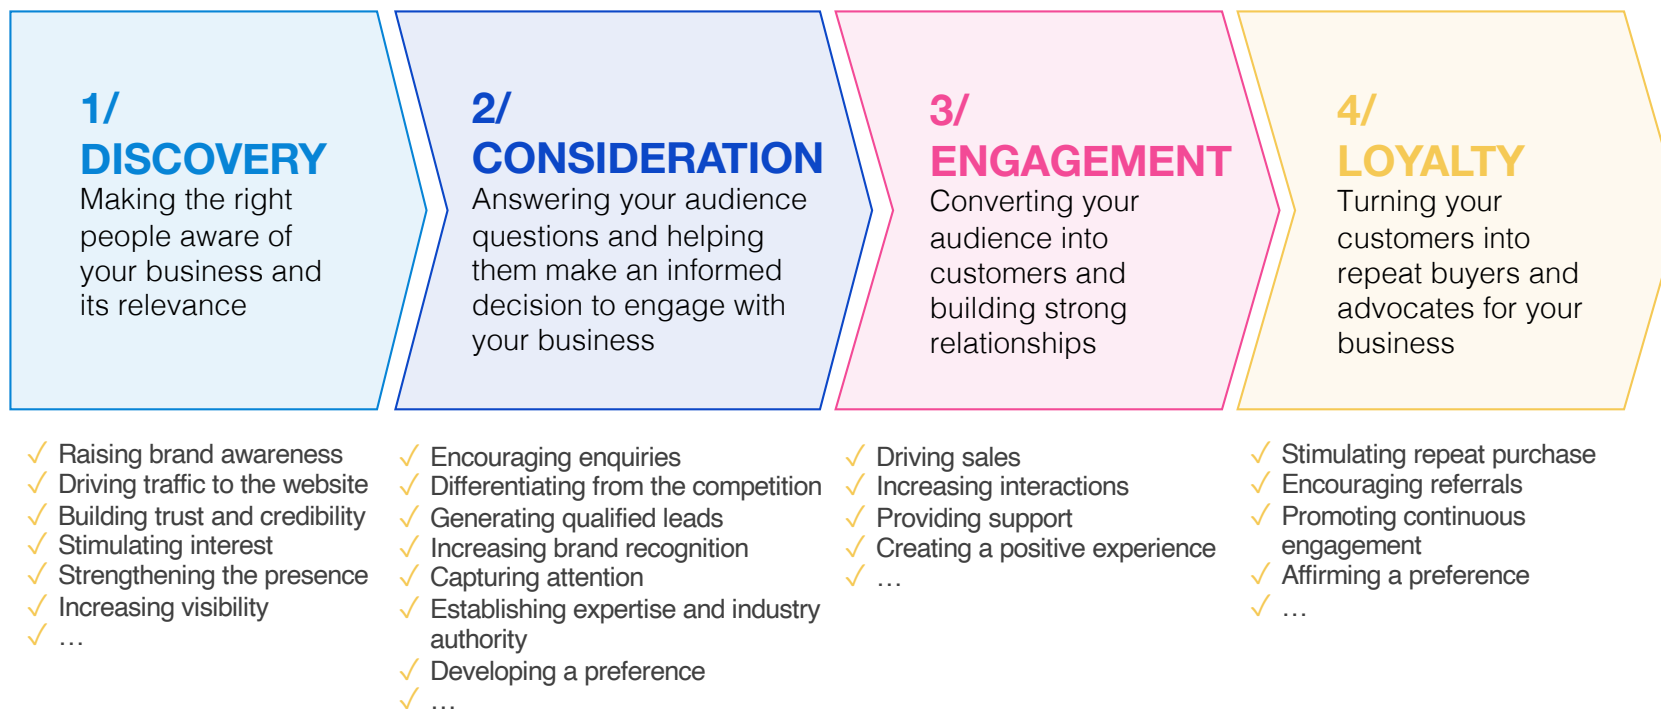 1/
DISCOVERY
Making the right
people aware of
your business and
its relevance
2/
CONSIDERATION
Answering your audience
questions and helping
them make an informed
decision to engage with
your business
3/
ENGAGEMENT
Converting your
audience into
customers and
building strong
relationships
4/
LOYALTY
Turning your
customers into
repeat buyers and
advocates for your
business
✓ Raising brand awareness
✓ Driving traffic to the website
✓ Building trust and credibility
✓ Stimulating interest
✓ Strengthening the presence
✓ Increasing visibility
✓ …
✓ Encouraging enquiries
✓ Differentiating from the competition
✓ Generating qualified leads
✓ Increasing brand recognition
✓ Capturing attention
✓ Establishing expertise and industry
authority
✓ Developing a preference
✓ …
✓ Driving sales
✓ Increasing interactions
✓ Providing support
✓ Creating a positive experience
✓ …
✓ Stimulating repeat purchase
✓ Encouraging referrals
✓ Promoting continuous
engagement
✓ Affirming a preference
✓ …